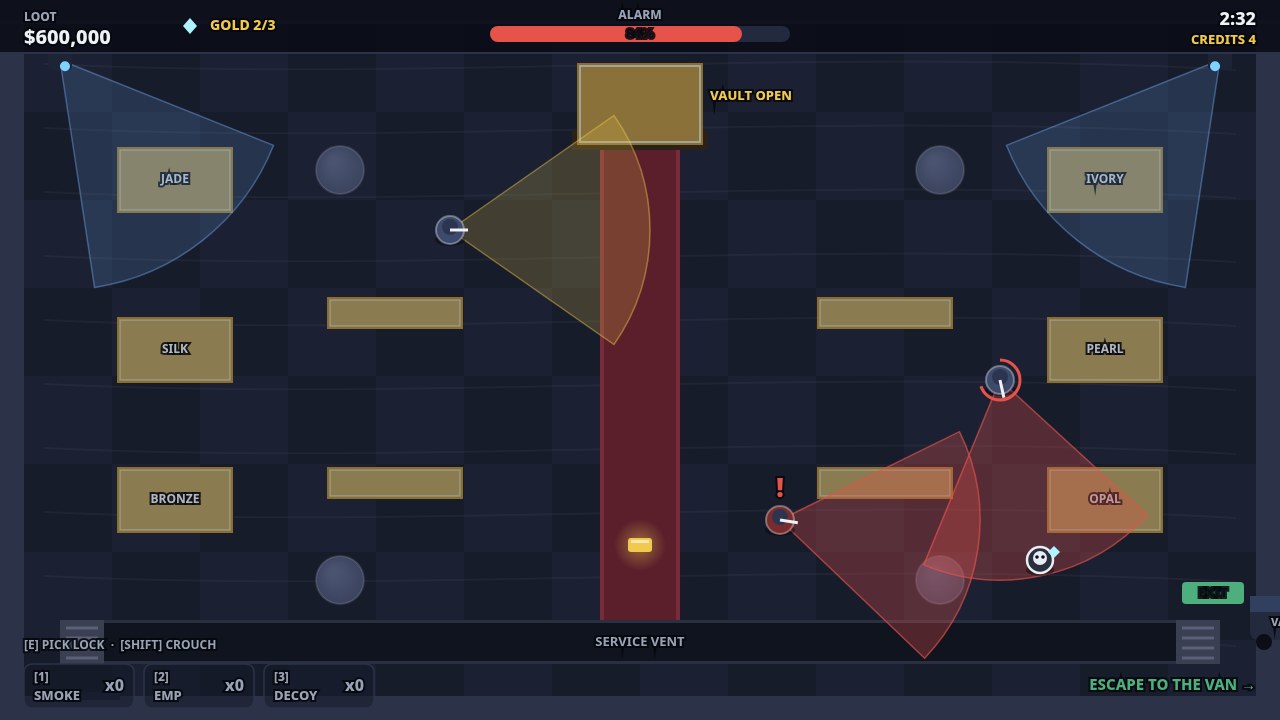 LOOT
$600,000
GOLD 2/3
ALARM
2:32
CREDITS 4
VAULT OPEN
JADE
IVORY
SILK
PEARL
BRONZE
!
OPAL
[E] PICK LOCK · [SHIFT] CROUCH
SERVICE VENT
[1]
SMOKE
x0
[2]
EMP
x0
[3]
DECOY
x0
ESCAPE TO THE VAN →